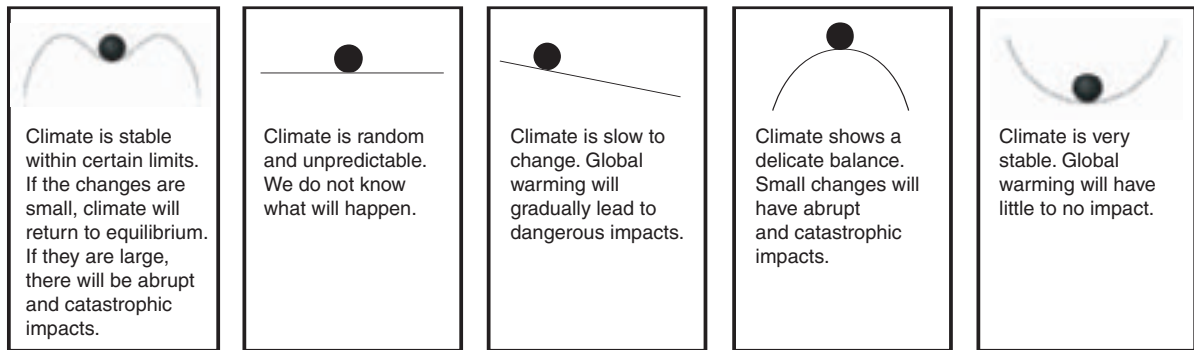 Climate is stable
within certain limits.
If the changes are
small, climate will
return to equilibrium.
If they are large,
there will be abrupt
and catastrophic
impacts.
Climate is random
and unpredictable.
We do not know
what will happen.
Climate is slow to
change. Global
warming will
gradually lead to
dangerous impacts.
Climate shows a
delicate balance.
Small changes will
have abrupt
and catastrophic
impacts.
Climate is very
stable. Global
warming will have
little to no impact.